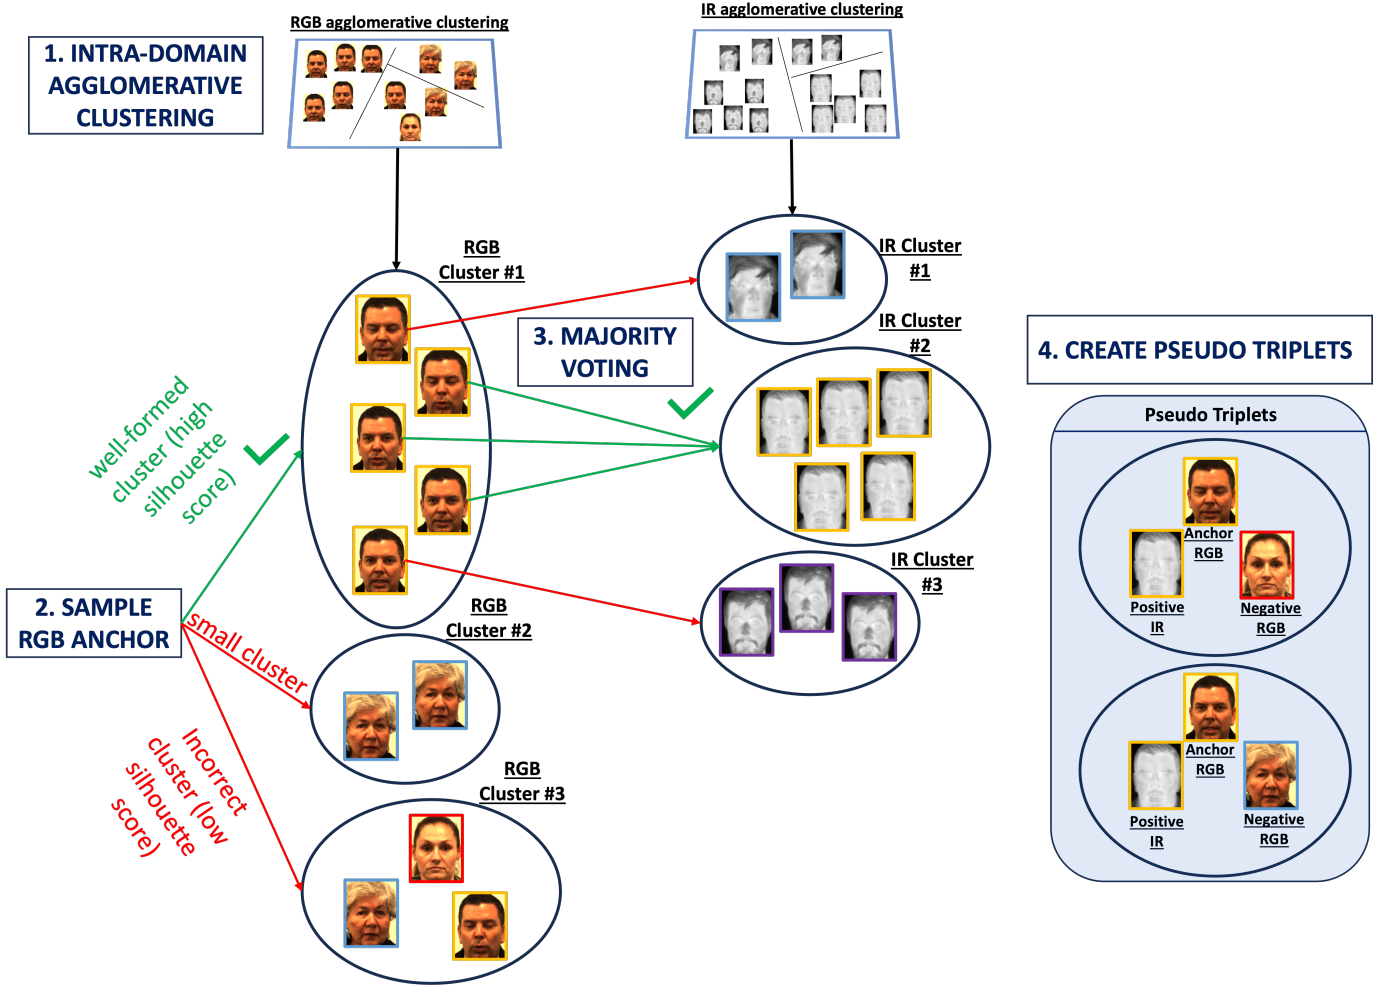 RGB agglomerative clustering
IR agglomerative clustering
1. INTRA-DOMAIN
AGGLOMERATIVE
CLUSTERING
RGB
Cluster #1
IR Cluster
#1
3. MAJORITY
VOTING
IR Cluster
#2
4. CREATE PSEUDO TRIPLETS
well-formed
cluster (high
silhouette
score)
Pseudo Triplets
Anchor
RGB
Positive
IR
Negative
RGB
IR Cluster
#3
2. SAMPLE
RGB ANCHOR
small cluster
RGB
Cluster #2
Incorrect
cluster (low
silhouette
score)
RGB
Cluster #3
Anchor
RGB
Positive
IR
Negative
RGB